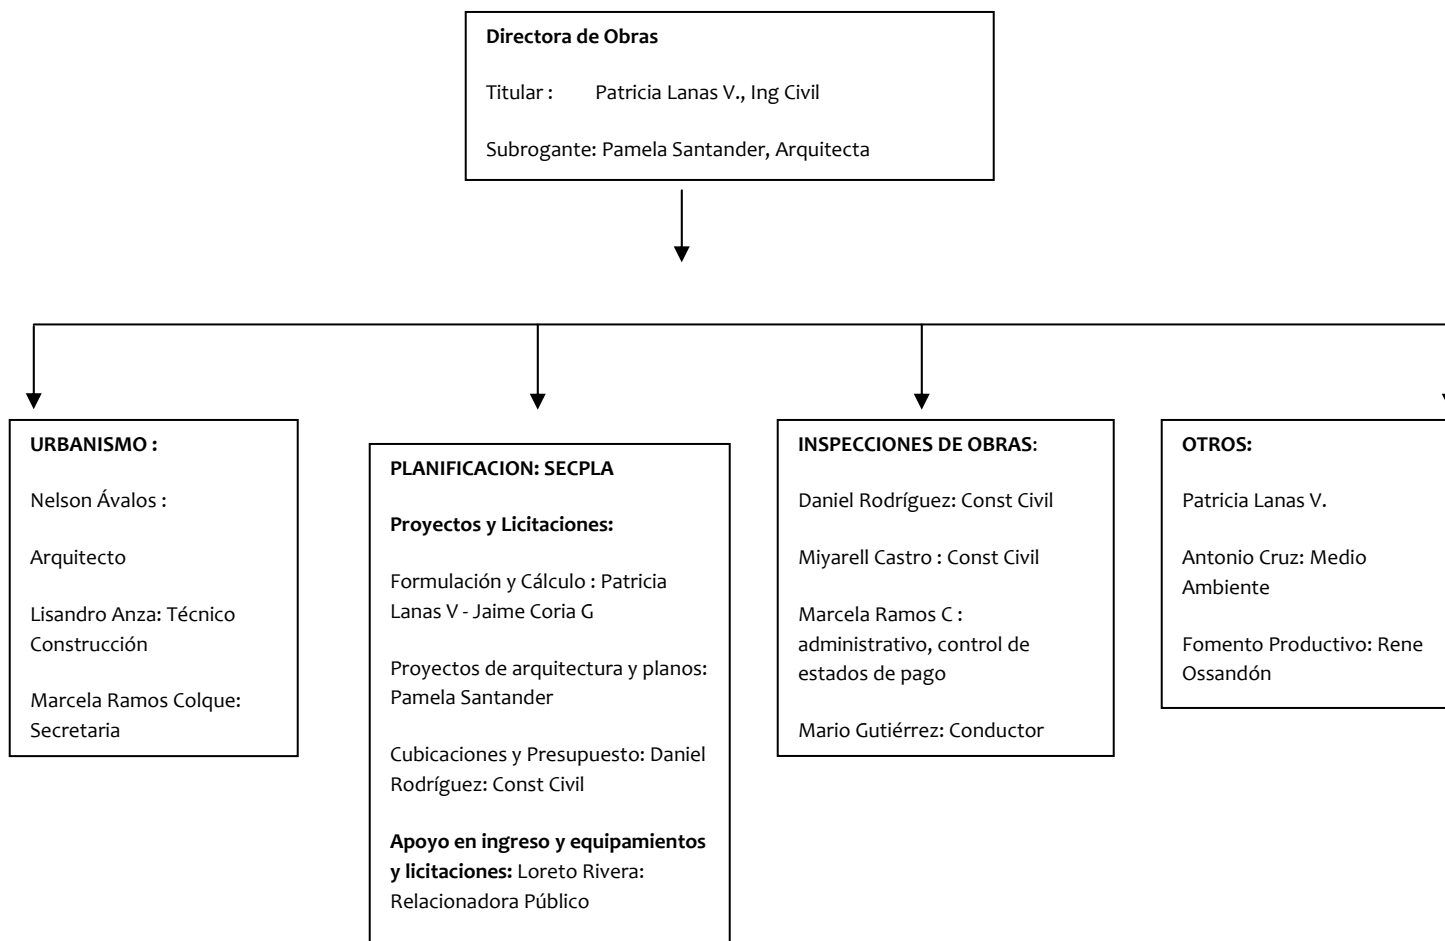 Directora de Obras
Titular : Patricia Lanas V., Ing Civil
Subrogante: Pamela Santander, Arquitecta
URBANISMO :
Nelson Ávalos :
Arquitecto
Lisandro Anza: Técnico
Construcción
Marcela Ramos Colque:
Secretaria
PLANIFICACION: SECPLA
Proyectos y Licitaciones:
Formulación y Cálculo : Patricia
Lanas V - Jaime Coria G
Proyectos de arquitectura y planos:
Pamela Santander
Cubicaciones y Presupuesto: Daniel
Rodríguez: Const Civil
Apoyo en ingreso y equipamientos
y licitaciones: Loreto Rivera:
Relacionadora Público
INSPECCIONES DE OBRAS:
Daniel Rodríguez: Const Civil
Miyarell Castro : Const Civil
Marcela Ramos C :
administrativo, control de
estados de pago
Mario Gutiérrez: Conductor
OTROS:
Patricia Lanas V.
Antonio Cruz: Medio
Ambiente
Fomento Productivo: Rene
Ossandón